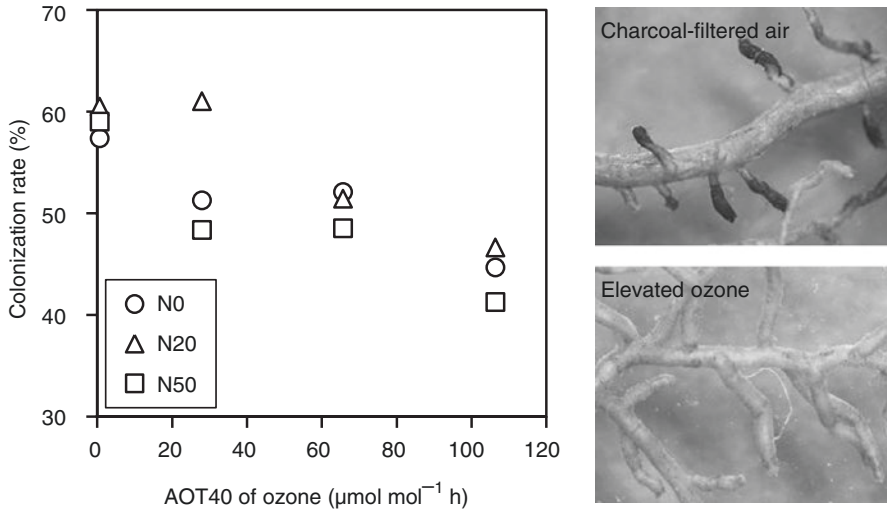 70
60
50
40
30
Colonization rate (%)
N0
N20
N50
0 20 40 60 80 100 120
AOT40 of ozone (μmol mol⁻¹ h)
Charcoal-filtered air
Elevated ozone